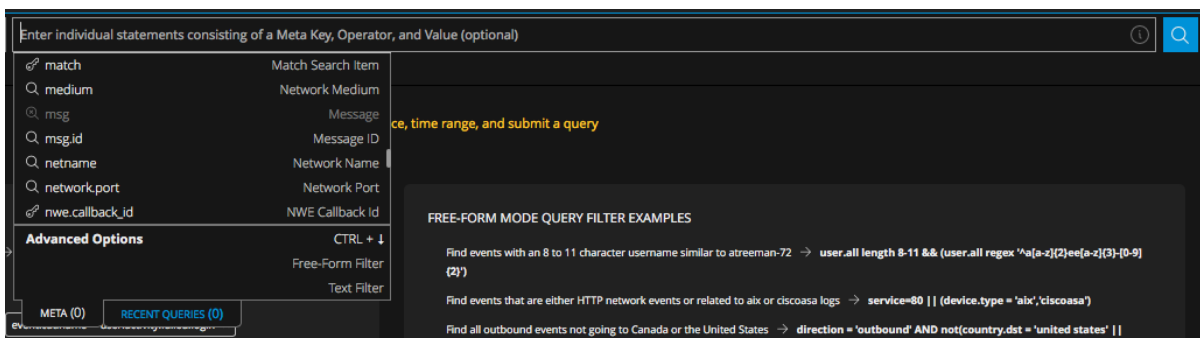 Enter individual statements consisting of a Meta Key, Operator, and Value (optional)
match Match Search Item
medium Network Medium
msg Message
ce, time range, and submit a query
msg.id Message ID
netname Network Name
network.port Network Port
nwe.callback_id NWE Callback Id
FREE-FORM MODE QUERY FILTER EXAMPLES
Advanced Options CTRL + ↓
Free-Form Filter
Text Filter
META (0) RECENT QUERIES (0)
Find events with an 8 to 11 character username similar to atreeman-72 → user.all length 8-11 && (user.all regex '^a[a-z]{2}ee[a-z]{3}-[0-9]
{2}')
Find events that are either HTTP network events or related to aix or ciscoasa logs → service=80 || (device.type = 'aix','ciscoasa')
Find all outbound events not going to Canada or the United States → direction = 'outbound' AND not(country.dst = 'united states' ||